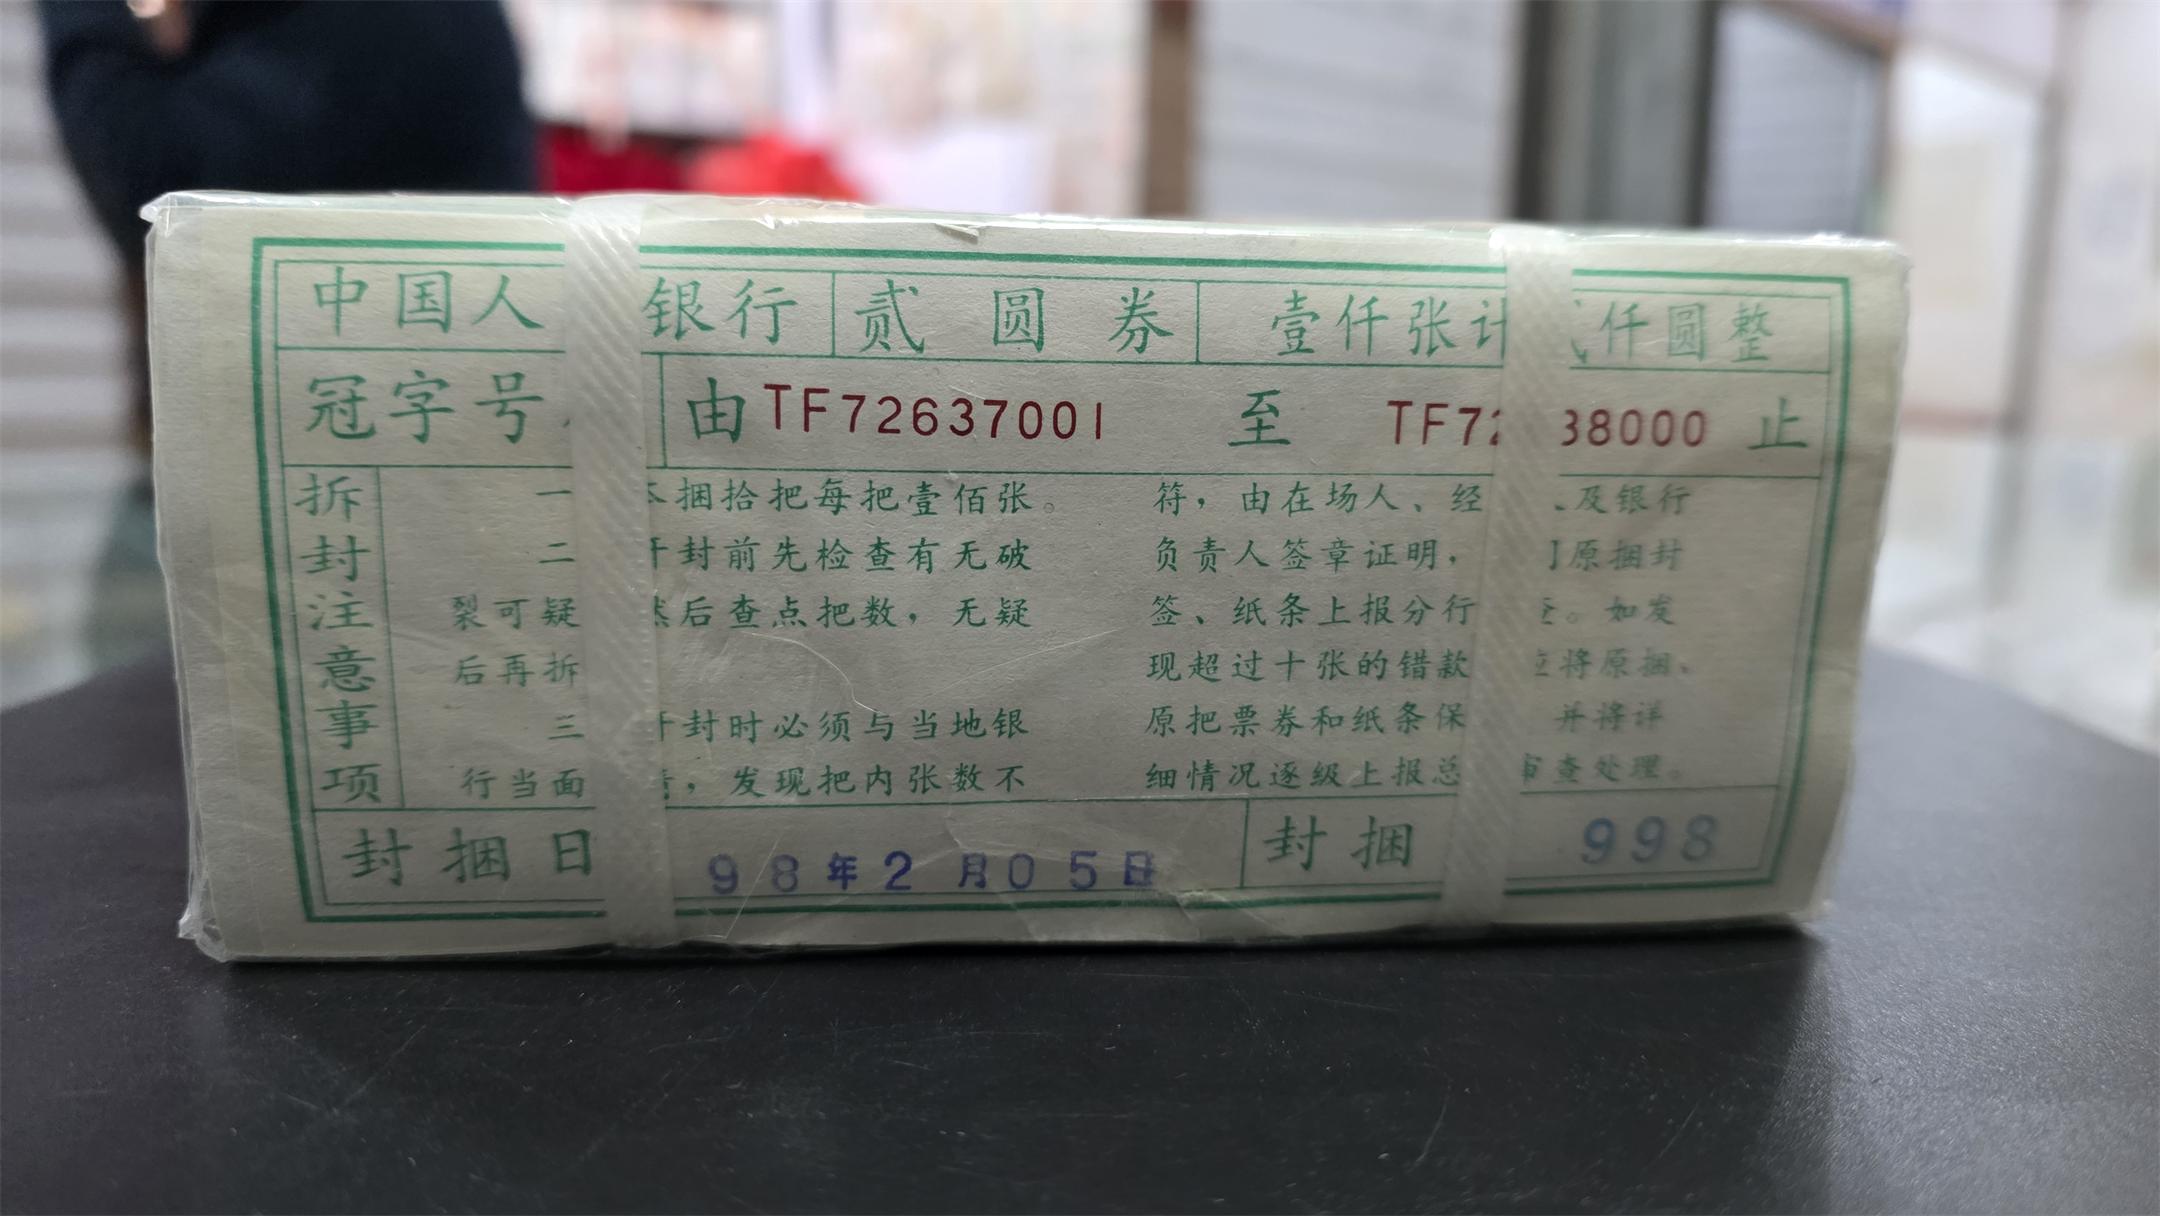 中国人 银行 贰圆券 壹仟张计 仟圆整
冠字号 由TF72637001 至 TF72 38000 止
拆封注意事项
一 本捆拾把每把壹佰张。
二 开封前先检查有无破
裂可疑 然后查点把数，无疑
后再拆
三 开封时必须与当地银
行当面 ，发现把内张数不
符，由在场人、经 、及银行
负责人签章证明， 原捆封
签、纸条上报分行 查。如发
现超过十张的错款 应将原捆、
原把票券和纸条保 并将详
细情况逐级上报总 审查处理。
封捆日 98年2月05日 封捆 998